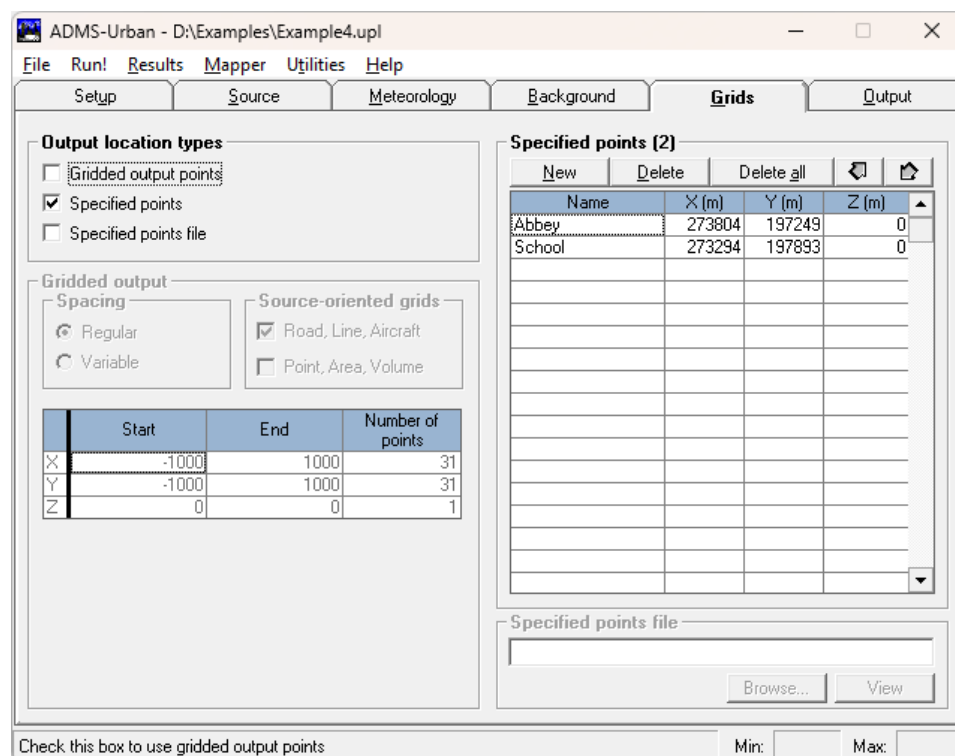 ADMS-Urban - D:\Examples\Example4.upl
File Run! Results Mapper Utilities Help
Setup Source Meteorology Background Grids Output
Output location types
Gridded output points
Specified points
Specified points file
Gridded output
Spacing
Regular
Variable
Source-oriented grids
Road, Line, Aircraft
Point, Area, Volume
Start End Number of points
X -1000 1000 31
Y -1000 1000 31
Z 0 0 1
Specified points (2)
New Delete Delete all
Name X (m) Y (m) Z (m)
Abbey 273804 197249 0
School 273294 197893 0
Specified points file
Browse... View
Check this box to use gridded output points Min: Max: